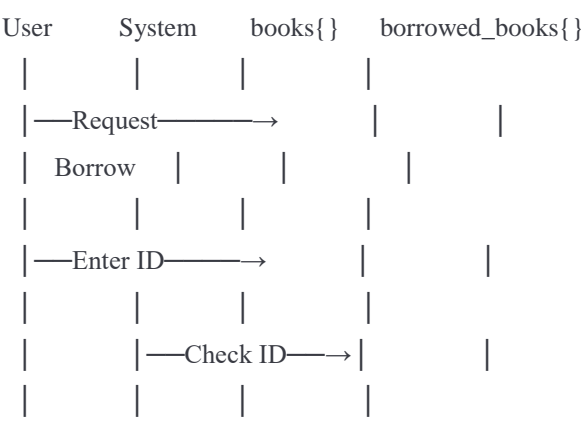 User System books{} borrowed_books{}
| | | |
|──Request─────→ | |
| Borrow | | |
| | | |
|──Enter ID────→ | |
| | | |
| |──Check ID──→| |
| | | |